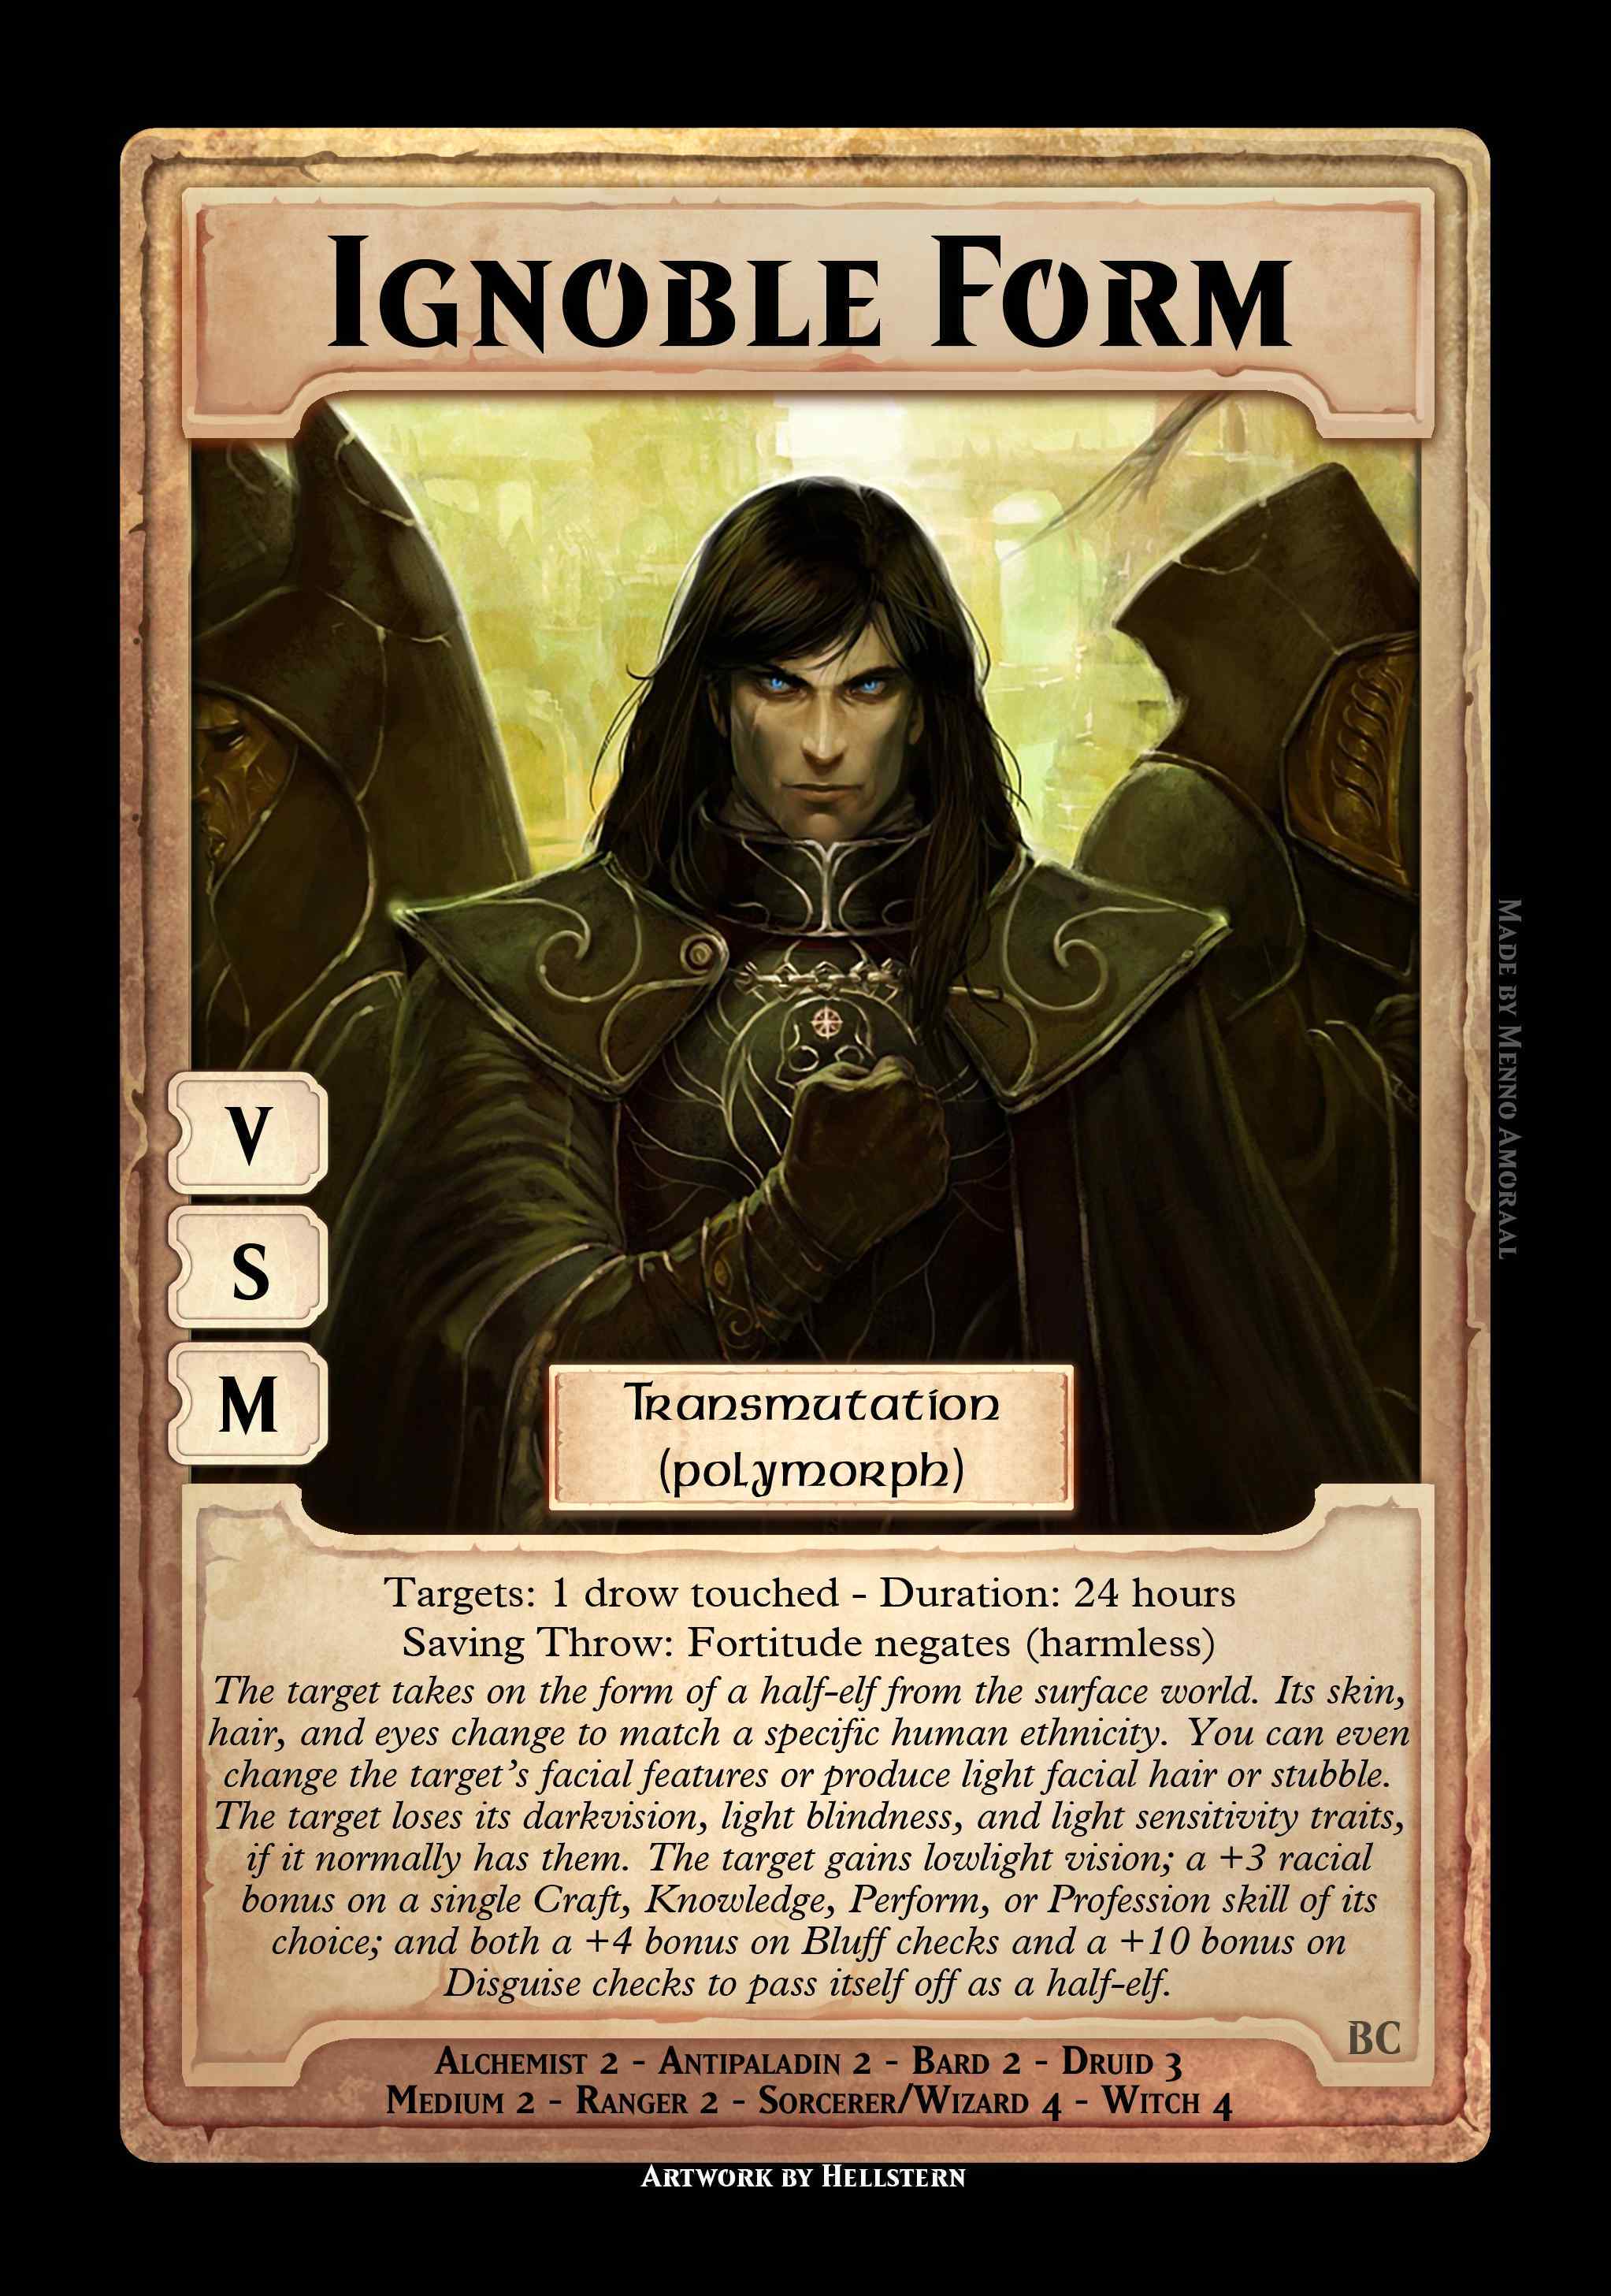 Ignoble Form
V
S
M
Transmutation
(polymorph)
Targets: 1 drow touched - Duration: 24 hours
Saving Throw: Fortitude negates (harmless)
The target takes on the form of a half-elf from the surface world. Its skin,
hair, and eyes change to match a specific human ethnicity. You can even
change the target's facial features or produce light facial hair or stubble.
The target loses its darkvision, light blindness, and light sensitivity traits,
if it normally has them. The target gains lowlight vision; a +3 racial
bonus on a single Craft, Knowledge, Perform, or Profession skill of its
choice; and both a +4 bonus on Bluff checks and a +10 bonus on
Disguise checks to pass itself off as a half-elf.
BC
Alchemist 2 - Antipaladin 2 - Bard 2 - Druid 3
Medium 2 - Ranger 2 - Sorcerer/Wizard 4 - Witch 4
Artwork by Hellstern
Made by Menno Amoraal